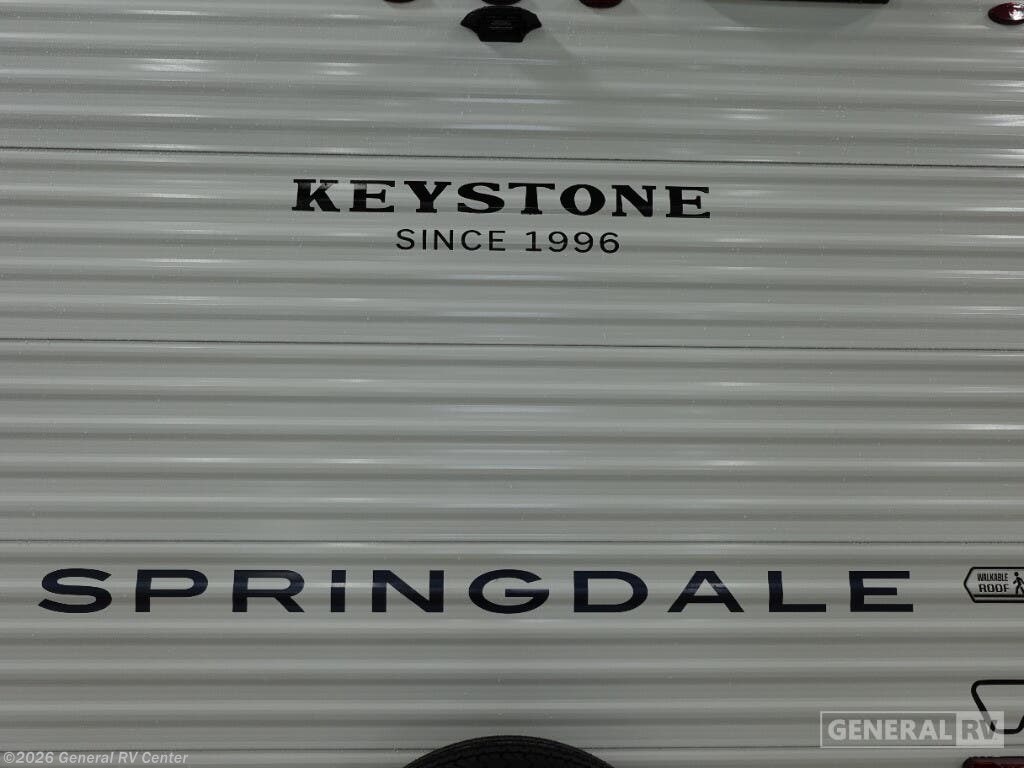 KEYSTONE
SINCE 1996
SPRINGDALE
WALKABLE
ROOF
GENERAL RV
©2026 General RV Center